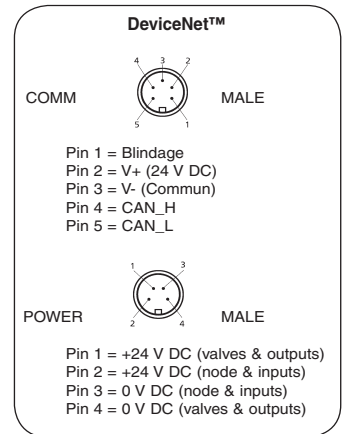 DeviceNet™
4 3 2
COMM MALE
5 1
Pin 1 = Blindage
Pin 2 = V+ (24 V DC)
Pin 3 = V- (Commun)
Pin 4 = CAN_H
Pin 5 = CAN_L
1 3
POWER MALE
2 4
Pin 1 = +24 V DC (valves & outputs)
Pin 2 = +24 V DC (node & inputs)
Pin 3 = 0 V DC (node & inputs)
Pin 4 = 0 V DC (valves & outputs)